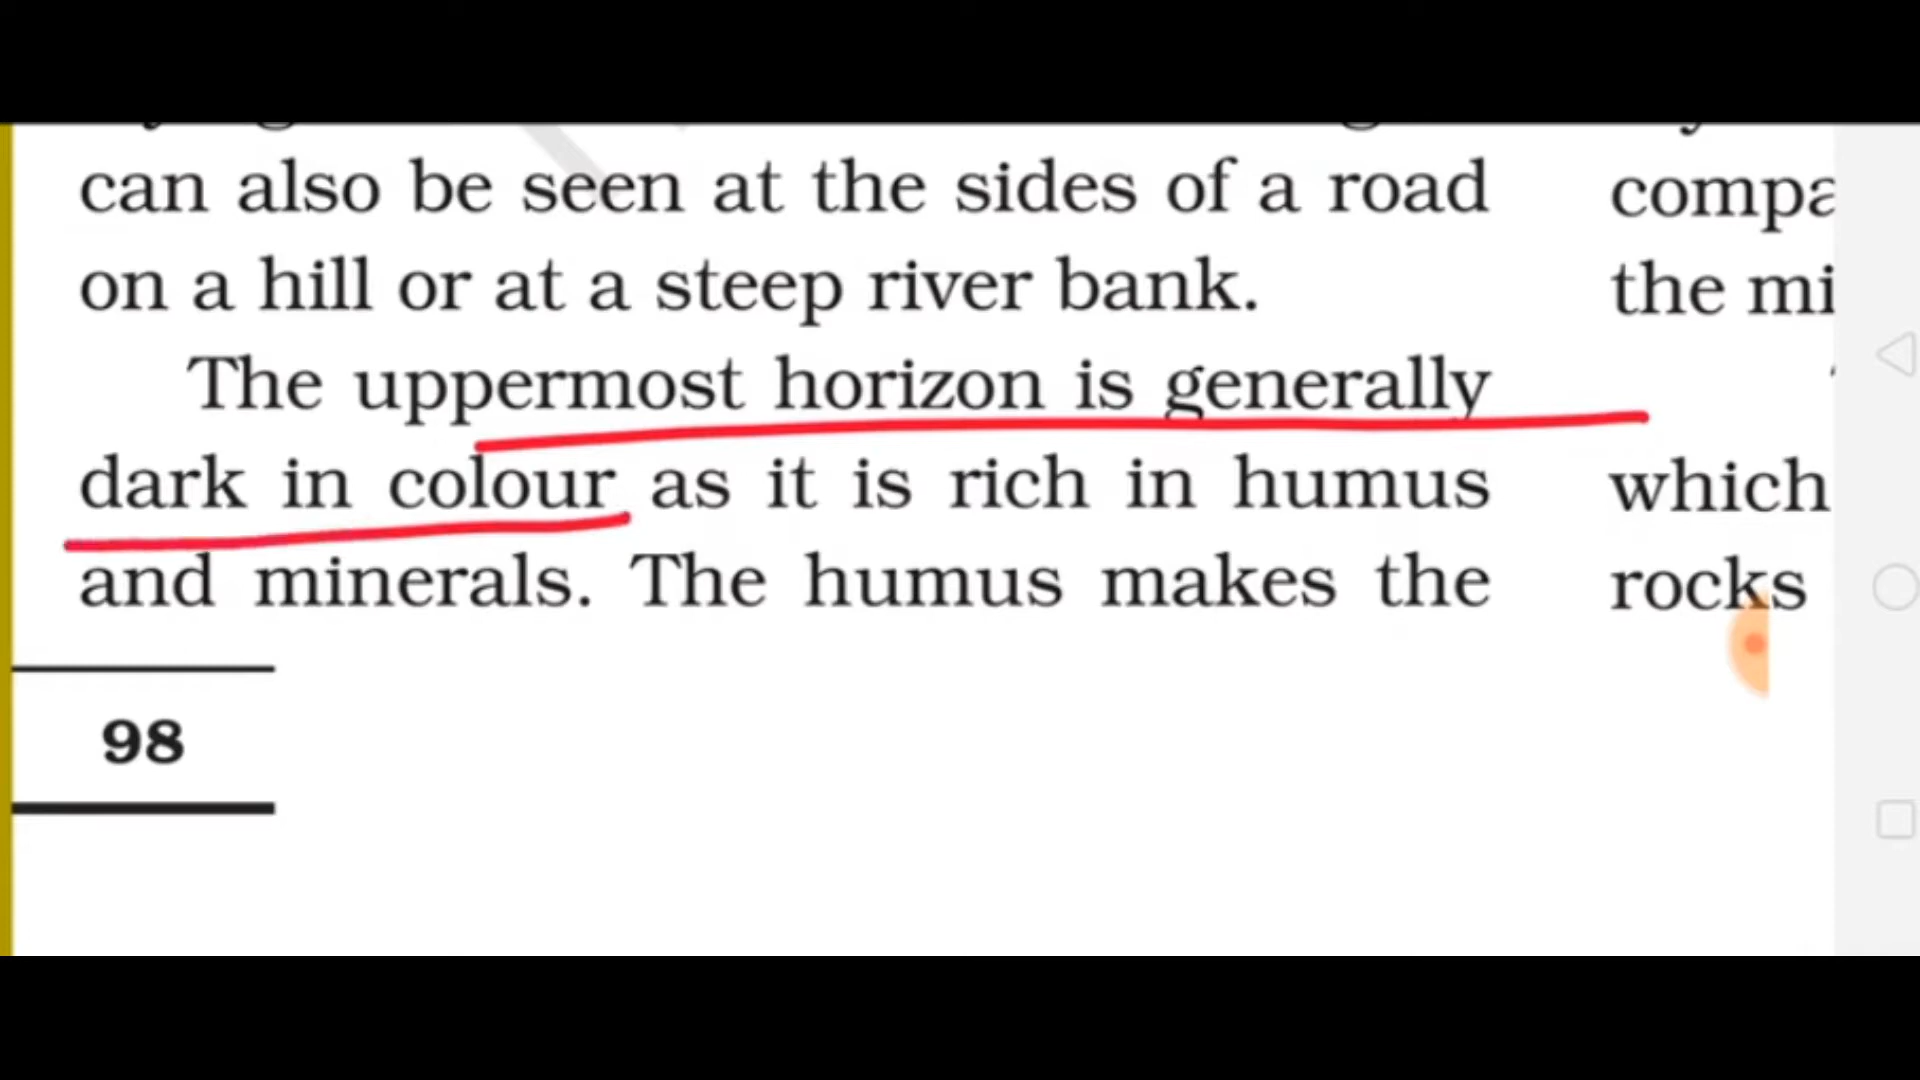 can also be seen at the sides of a road
on a hill or at a steep river bank.
The uppermost horizon is generally
dark in colour as it is rich in humus
and minerals. The humus makes the
98
the
which
rocks